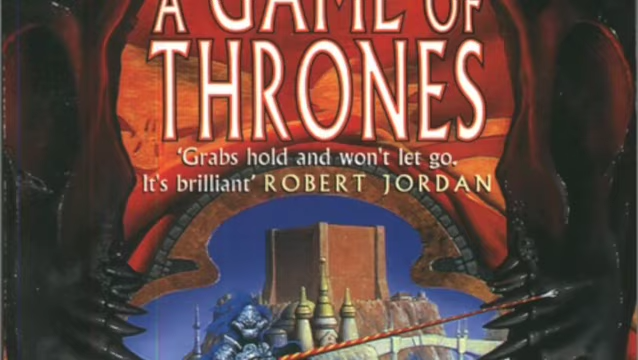 A GAME OF
THRONES
'Grabs hold and won't let go.
It's brilliant' ROBERT JORDAN